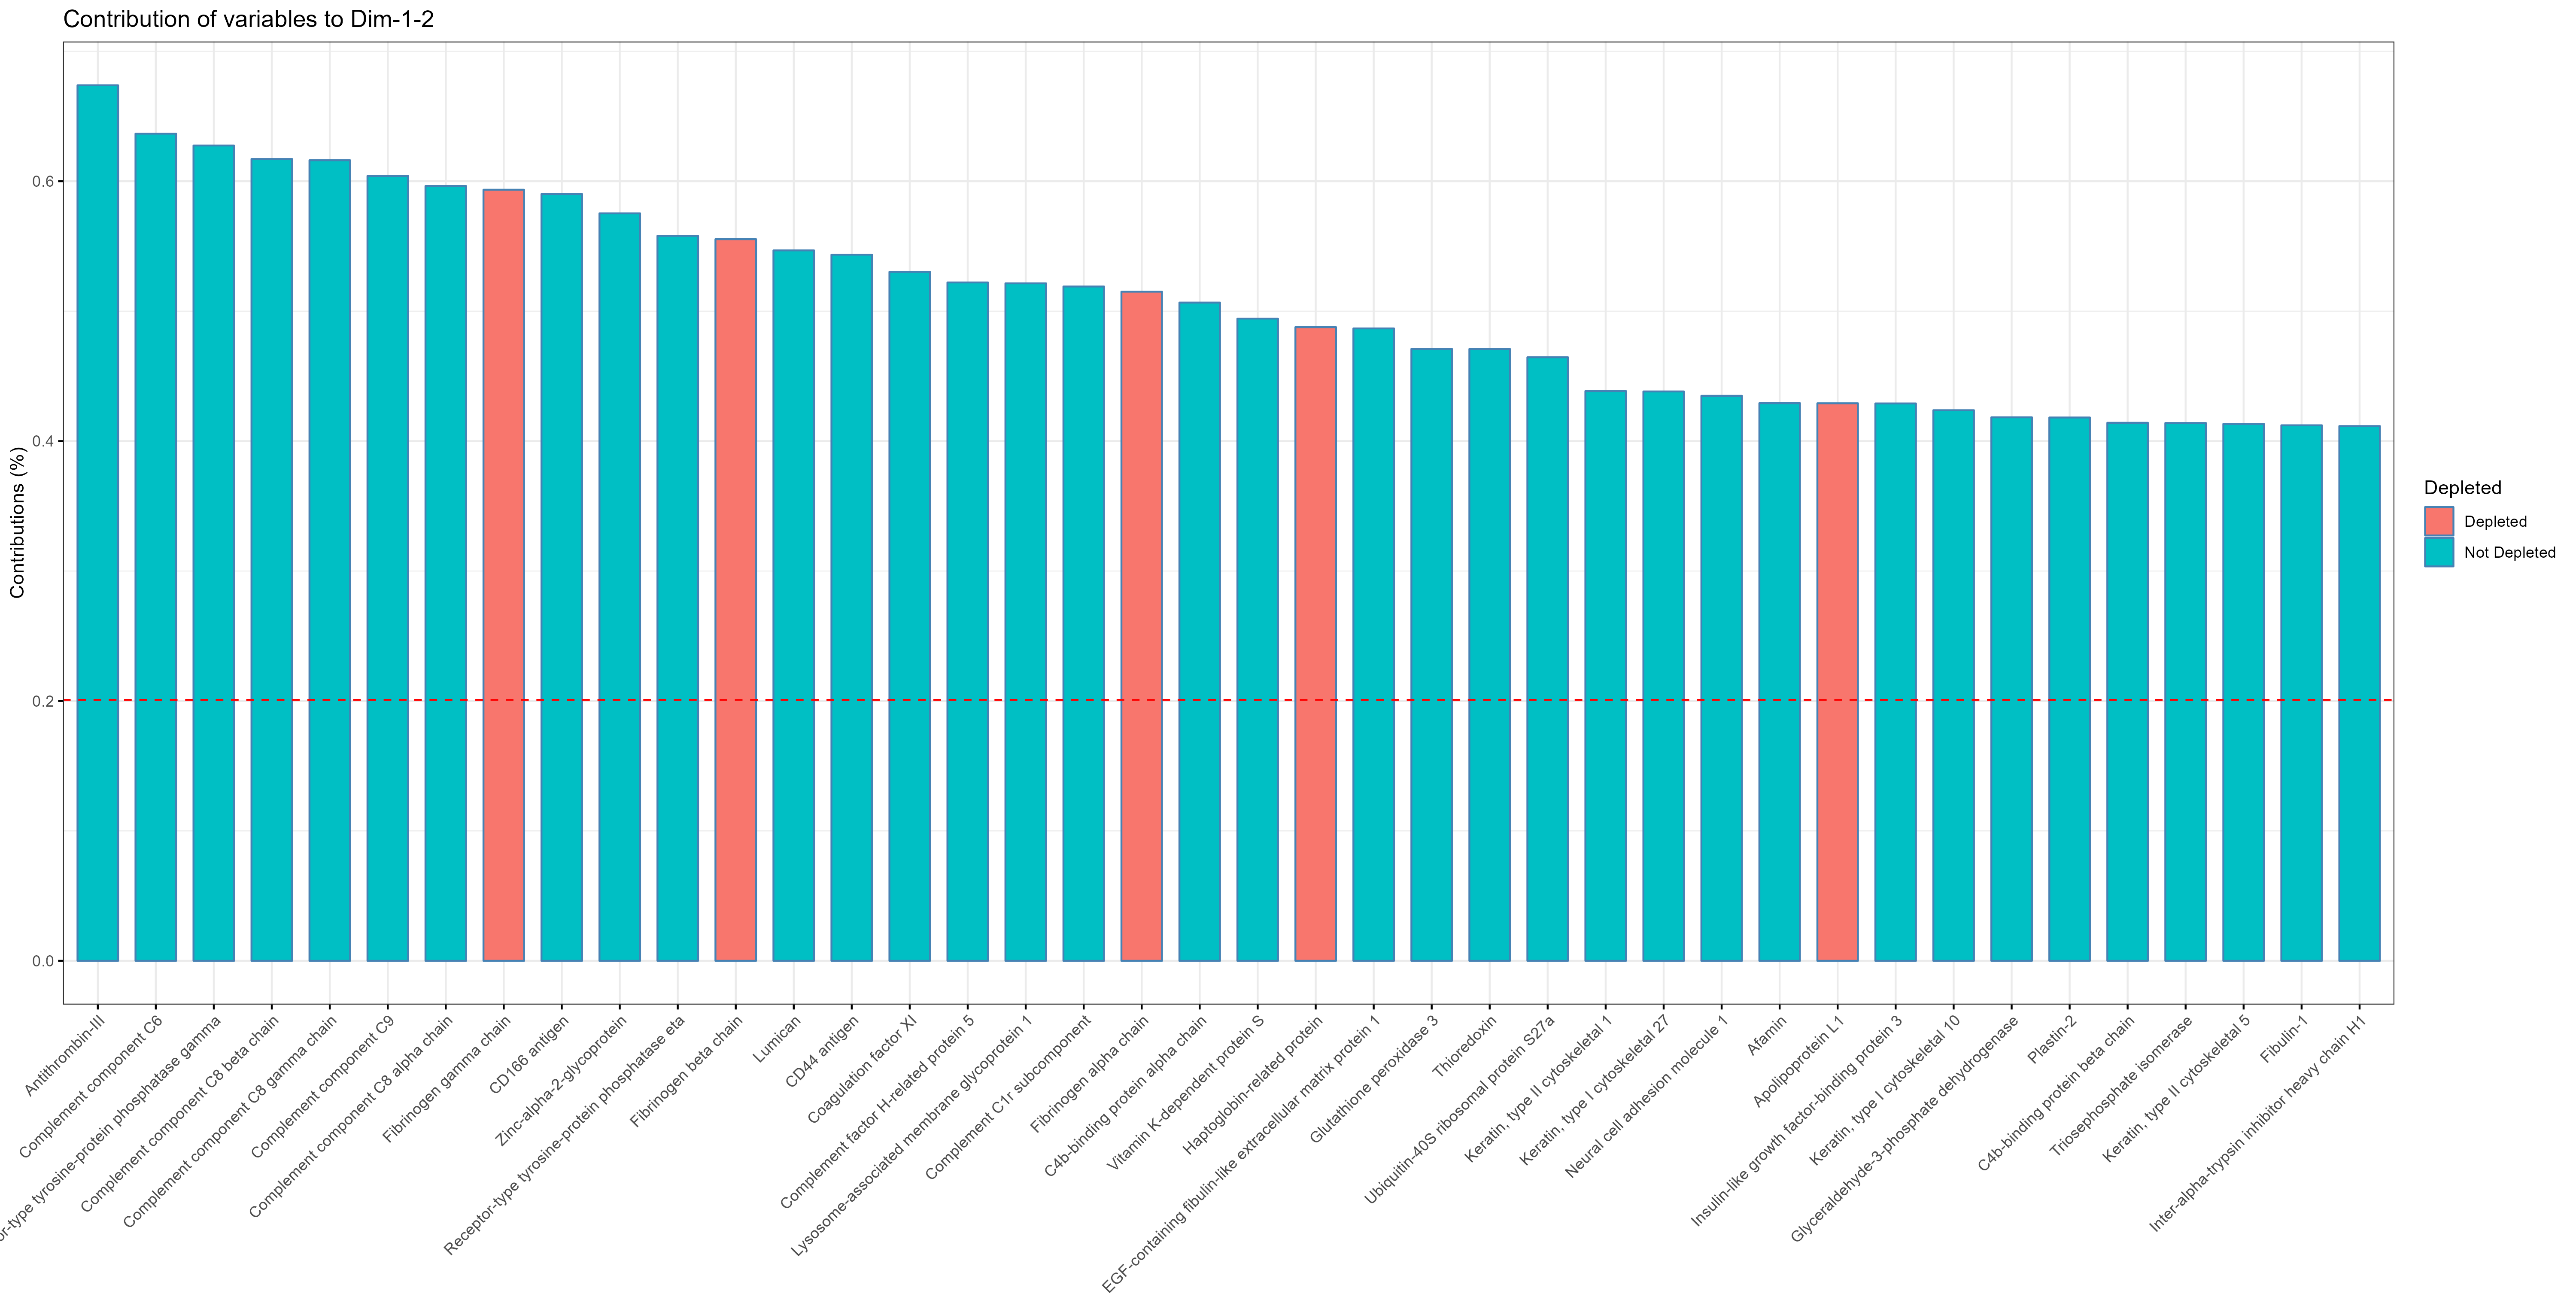 Contribution of variables to Dim-1-2
Contributions (%)
0.6
0.4
0.2
0.0
Antithrombin-III
Complement component C6
or-type tyrosine-protein phosphatase gamma
Complement component C8 beta chain
Complement component C8 gamma chain
Complement component C9
Complement component C8 alpha chain
Fibrinogen gamma chain
CD166 antigen
Zinc-alpha-2-glycoprotein
Receptor-type tyrosine-protein phosphatase eta
Fibrinogen beta chain
Lumican
CD44 antigen
Coagulation factor XI
Complement factor H-related protein 5
Lysosome-associated membrane glycoprotein 1
Complement C1r subcomponent
Fibrinogen alpha chain
C4b-binding protein alpha chain
Vitamin K-dependent protein S
Haptoglobin-related protein
EGF-containing fibulin-like extracellular matrix protein 1
Glutathione peroxidase 3
Thioredoxin
Ubiquitin-40S ribosomal protein S27a
Keratin, type II cytoskeletal 1
Keratin, type I cytoskeletal 27
Neural cell adhesion molecule 1
Afamin
Apolipoprotein L1
Insulin-like growth factor-binding protein 3
Keratin, type I cytoskeletal 10
Glyceraldehyde-3-phosphate dehydrogenase
Plastin-2
C4b-binding protein beta chain
Triosephosphate isomerase
Keratin, type II cytoskeletal 5
Fibulin-1
Inter-alpha-trypsin inhibitor heavy chain H1
Depleted
Depleted
Not Depleted